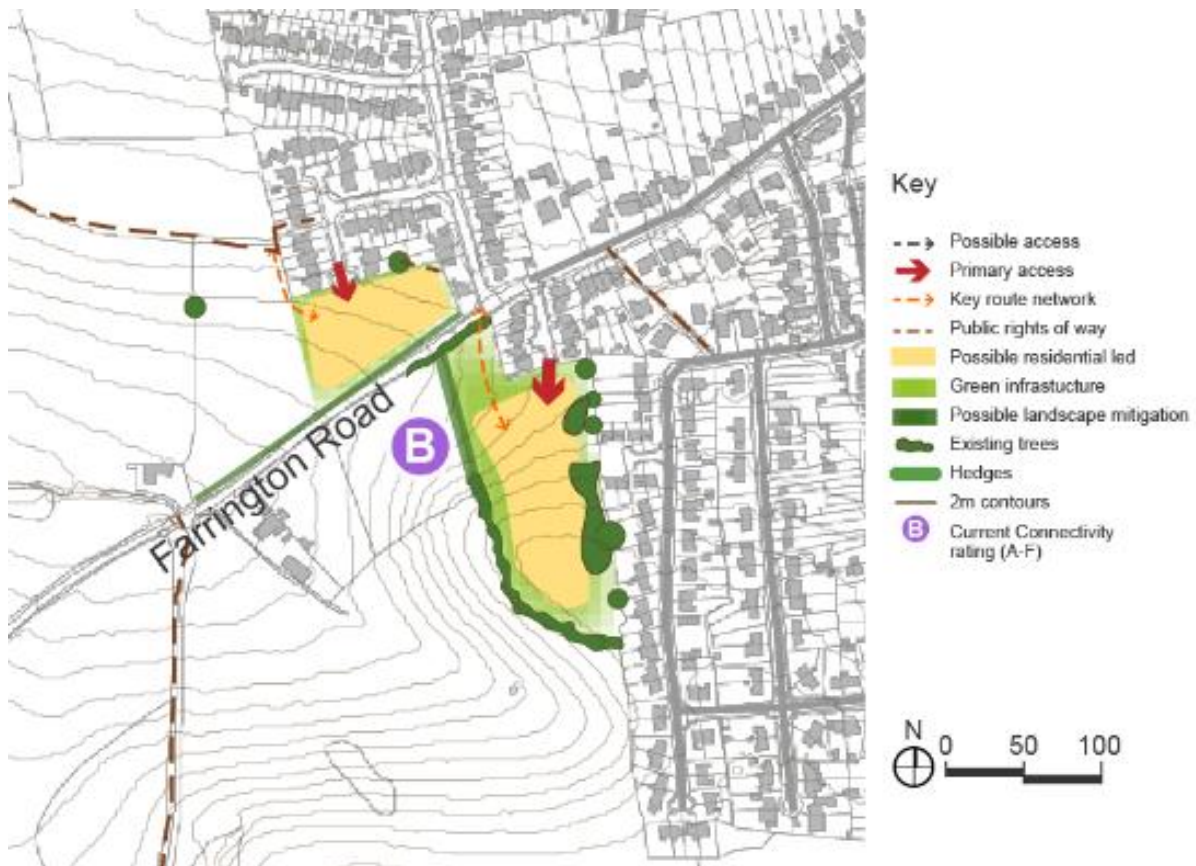 Farrington Road
B
Key
Possible access
Primary access
Key route network
Public rights of way
Possible residential led
Green infrastucture
Possible landscape mitigation
Existing trees
Hedges
2m contours
B
Current Connectivity
rating (A-F)
N
0 50 100